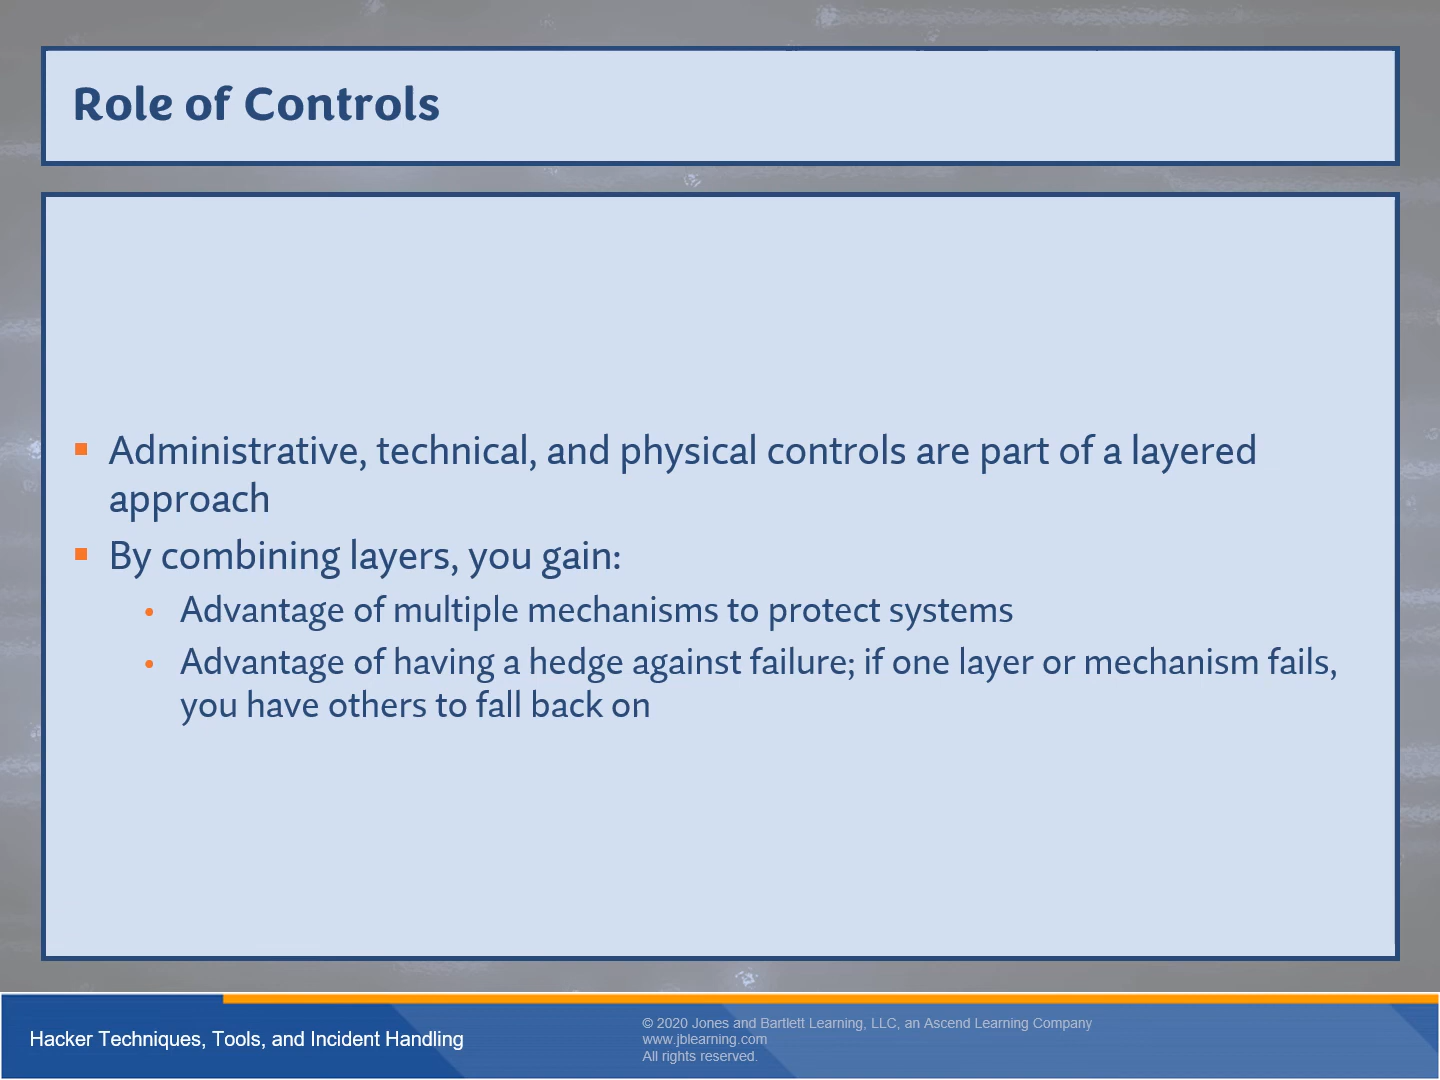 Role of Controls
Administrative, technical, and physical controls are part of a layered
approach
By combining layers, you gain:
Advantage of multiple mechanisms to protect systems
Advantage of having a hedge against failure; if one layer or mechanism fails,
you have others to fall back on
Hacker Techniques, Tools, and Incident Handling
© 2020 Jones and Bartlett Learning, LLC, an Ascend Learning Company
www.jblearning.com
All rights reserved.